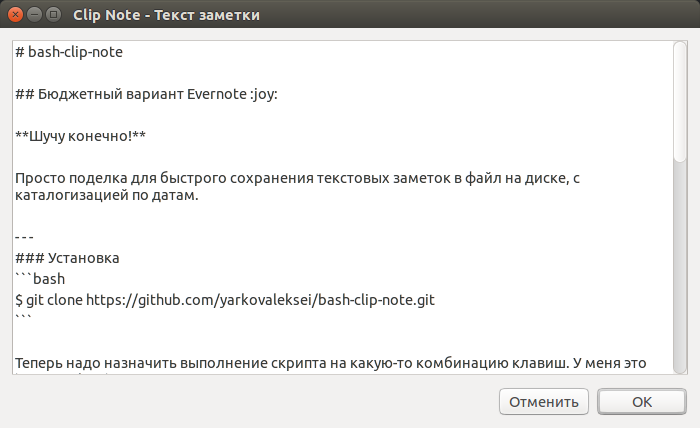 Clip Note - Текст заметки
# bash-clip-note
## Бюджетный вариант Evernote :joy:
**Шучу конечно!**
Просто поделка для быстрого сохранения текстовых заметок в файл на диске, с
каталогизацией по датам.
---
### Установка
```bash
$ git clone https://github.com/yarkovaleksei/bash-clip-note.git
```
Теперь надо назначить выполнение скрипта на какую-то комбинацию клавиш. У меня это
Отменить
OK